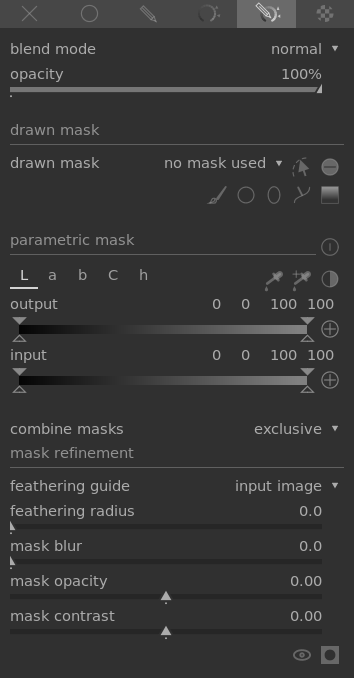 blend mode normal
opacity 100%
drawn mask
drawn mask no mask used
parametric mask
L a b C h
output 0 0 100 100
input 0 0 100 100
combine masks exclusive
mask refinement
feathering guide input image
feathering radius 0.0
mask blur 0.0
mask opacity 0.00
mask contrast 0.00